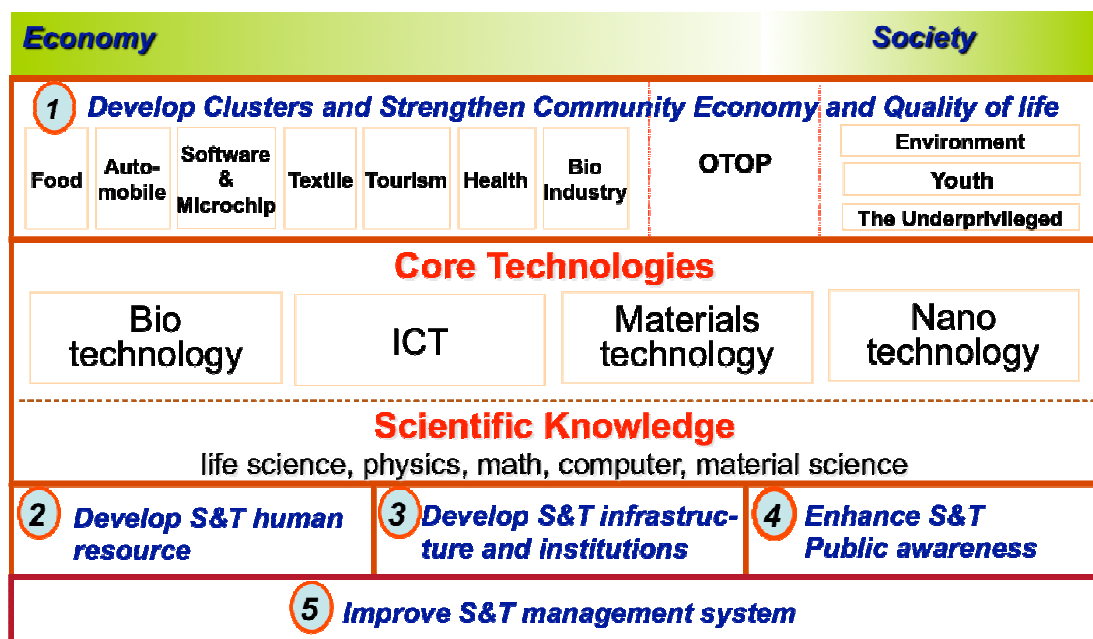 Economy
Society
1 Develop Clusters and Strengthen Community Economy and Quality of life
Food
Auto-
mobile
Software
&
Microchip
Textile
Tourism
Health
Bio
Industry
OTOP
Environment
Youth
The Underprivileged
Core Technologies
Bio
technology
ICT
Materials
technology
Nano
technology
Scientific Knowledge
life science, physics, math, computer, material science
2 Develop S&T human
resource
3 Develop S&T infrastruc-
ture and institutions
4 Enhance S&T
Public awareness
5 Improve S&T management system